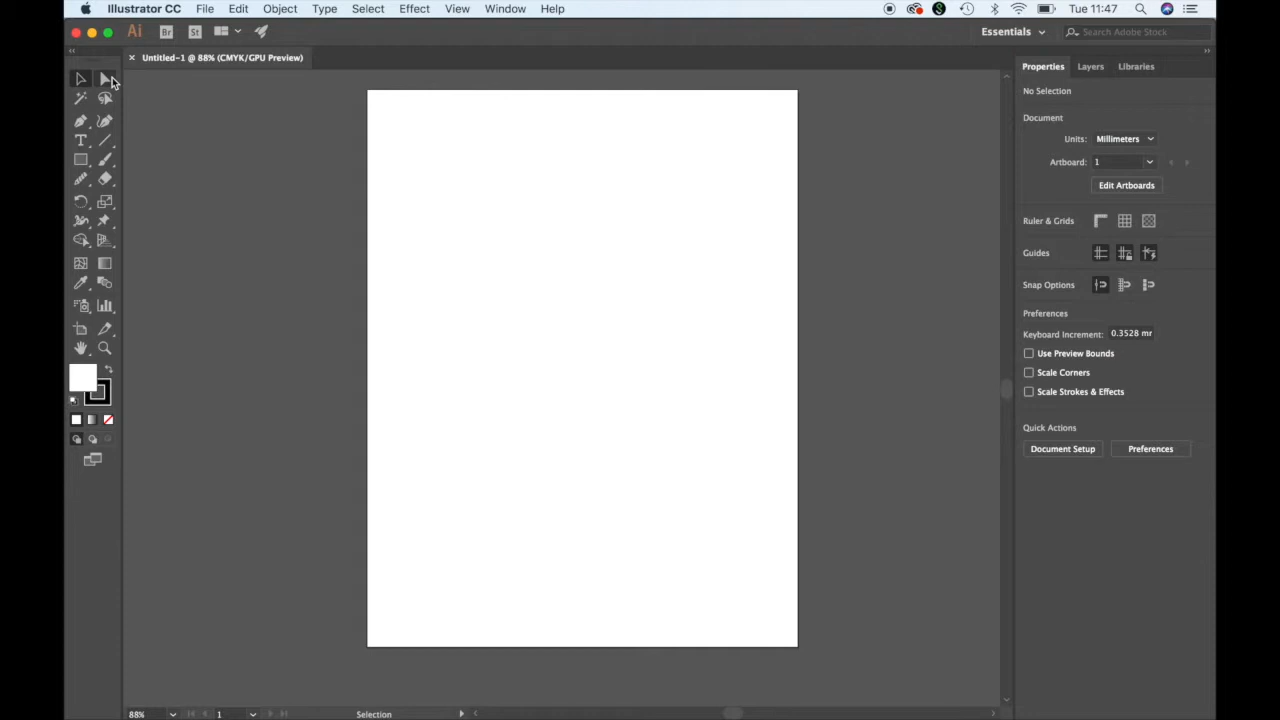 Illustrator CC File Edit Object Type Select Effect View Window Help Tue 11:47
Ai Br St Essentials Search Adobe Stock
Untitled-1 @ 88% (CMYK/GPU Preview)
Properties Layers Libraries
No Selection
Document
Units: Millimeters
Artboard: 1
Edit Artboards
Ruler & Grids
Guides
Snap Options
Preferences
Keyboard Increment: 0.3528 mr
Use Preview Bounds
Scale Corners
Scale Strokes & Effects
Quick Actions
Document Setup Preferences
88% 1 Selection